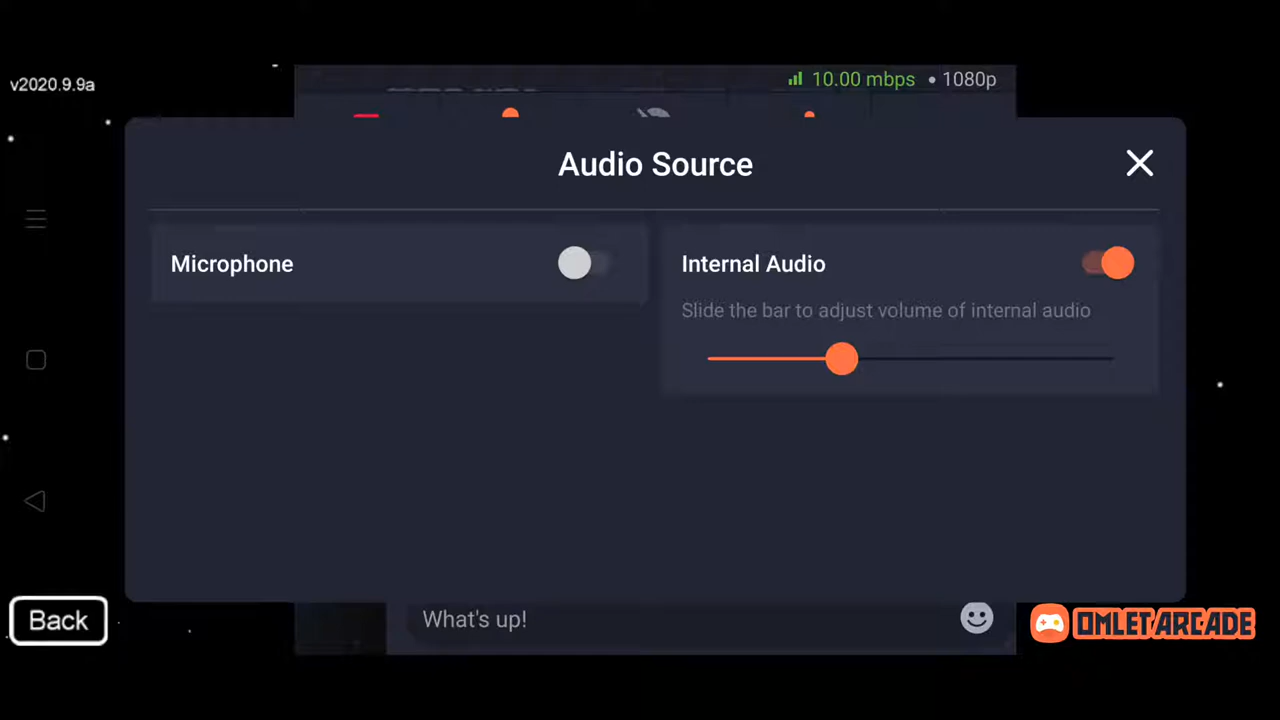 v2020.9.9a
10.00 mbps • 1080p
Audio Source
Microphone
Internal Audio
Slide the bar to adjust volume of internal audio
Back
What's up!
OMLET ARCADE